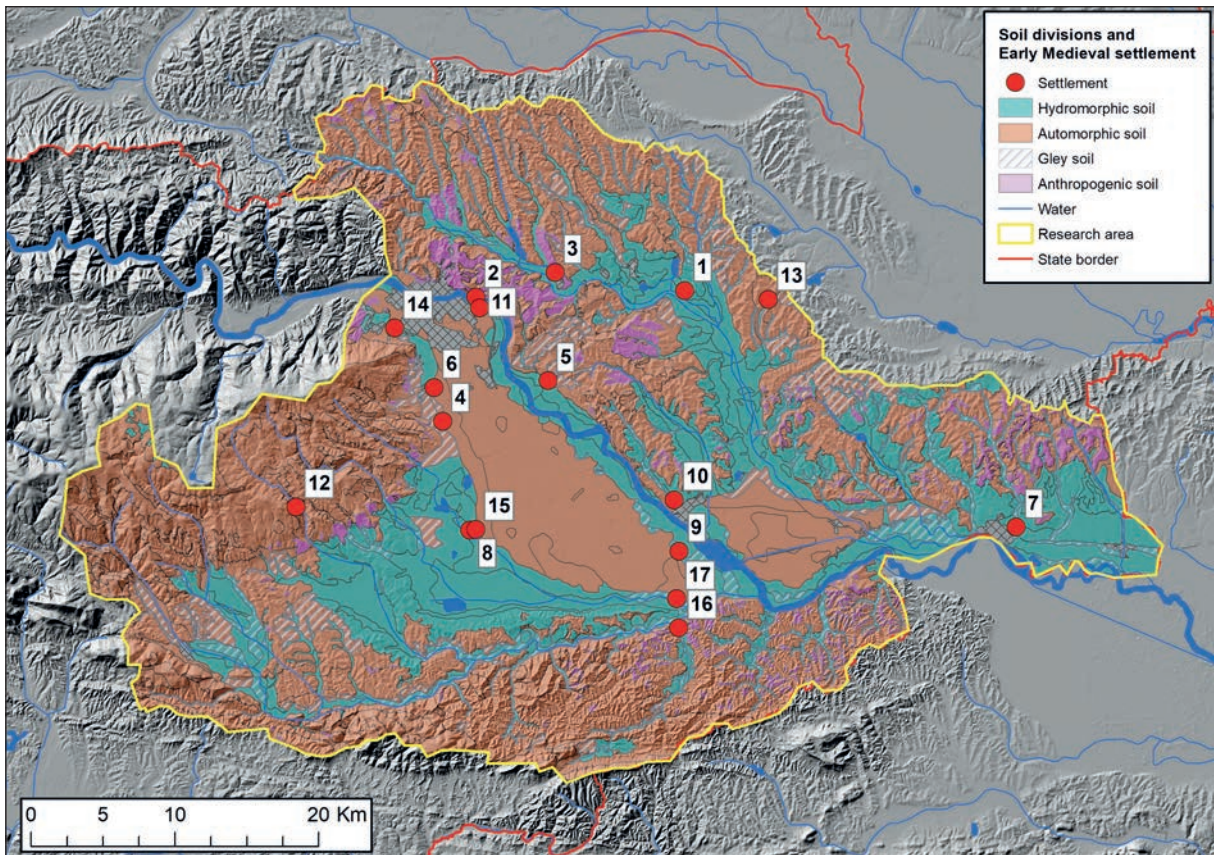 Soil divisions and
Early Medieval settlement
Settlement
Hydromorphic soil
Automorphic soil
Gley soil
Anthropogenic soil
Water
Research area
State border
3
2
1
13
11
14
5
6
4
10
12
7
15
9
8
17
16
0 5 10 20 Km